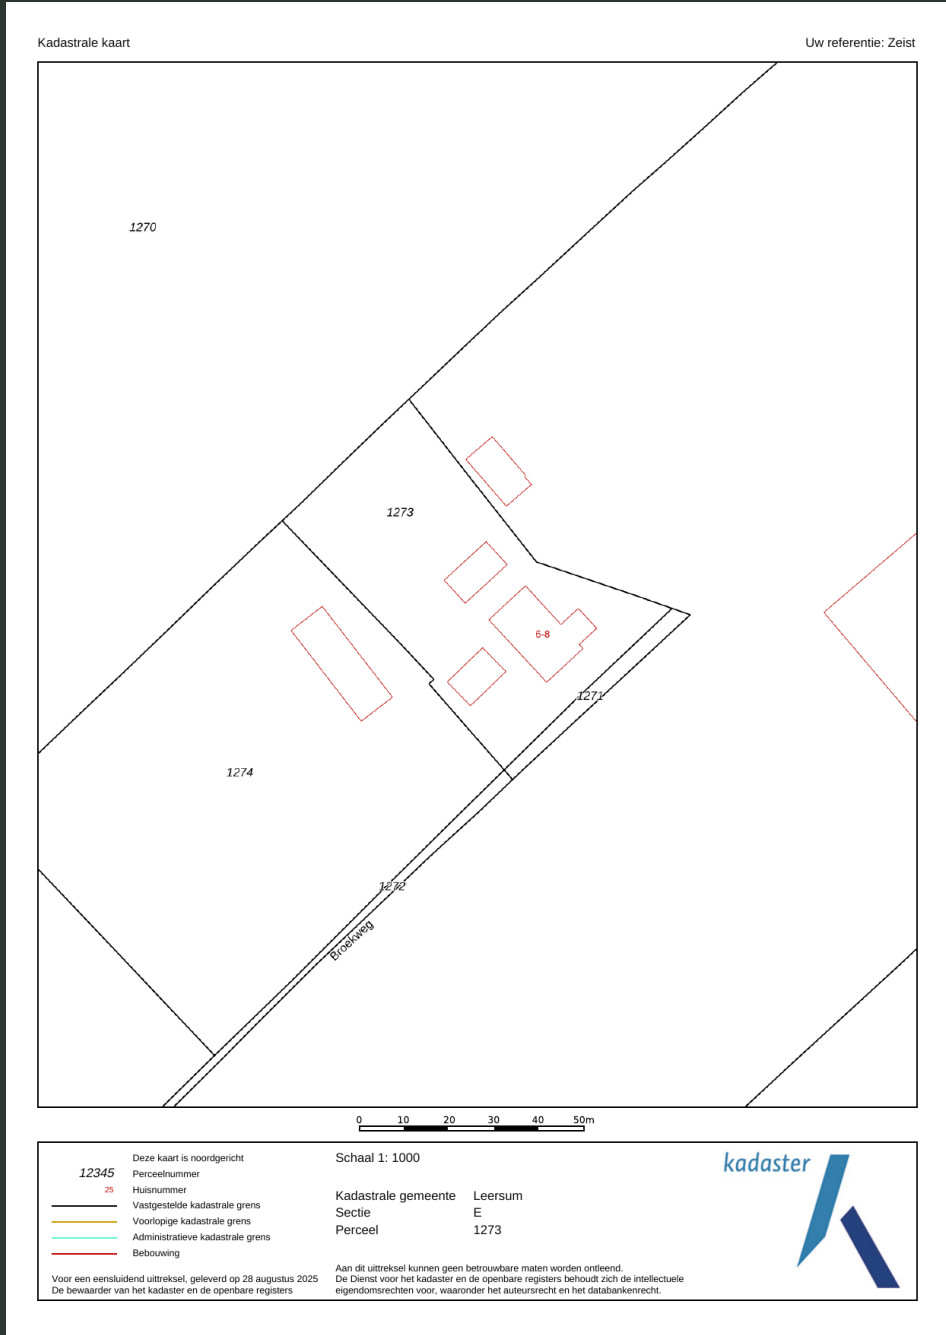 Kadastrale kaart
Uw referentie: Zeist
1270
1273
6-8
1271
1274
1272
Broekweg
0 10 20 30 40 50m
Deze kaart is noordgericht
12345 Perceelnummer
25 Huisnummer
Vastgestelde kadastrale grens
Voorlopige kadastrale grens
Administratieve kadastrale grens
Bebouwing
Voor een eensluidend uittreksel, geleverd op 28 augustus 2025
De bewaarder van het kadaster en de openbare registers
Schaal 1: 1000
Kadastrale gemeente Leersum
Sectie E
Perceel 1273
Aan dit uittreksel kunnen geen betrouwbare maten worden ontleend.
De Dienst voor het kadaster en de openbare registers behoudt zich de intellectuele
eigendomsrechten voor, waaronder het auteursrecht en het databankenrecht.
kadaster